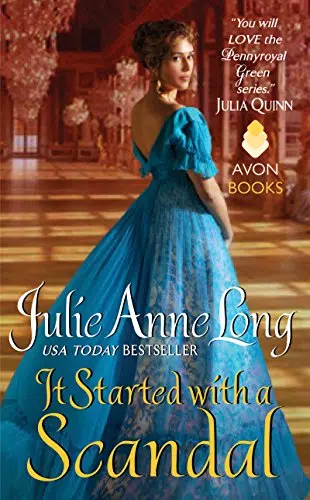 "You will
LOVE the
Pennyroyal
Green
series."
JULIA QUINN
AVON
BOOKS
Julie Anne Long
USA TODAY BESTSELLER
It Started with a
Scandal